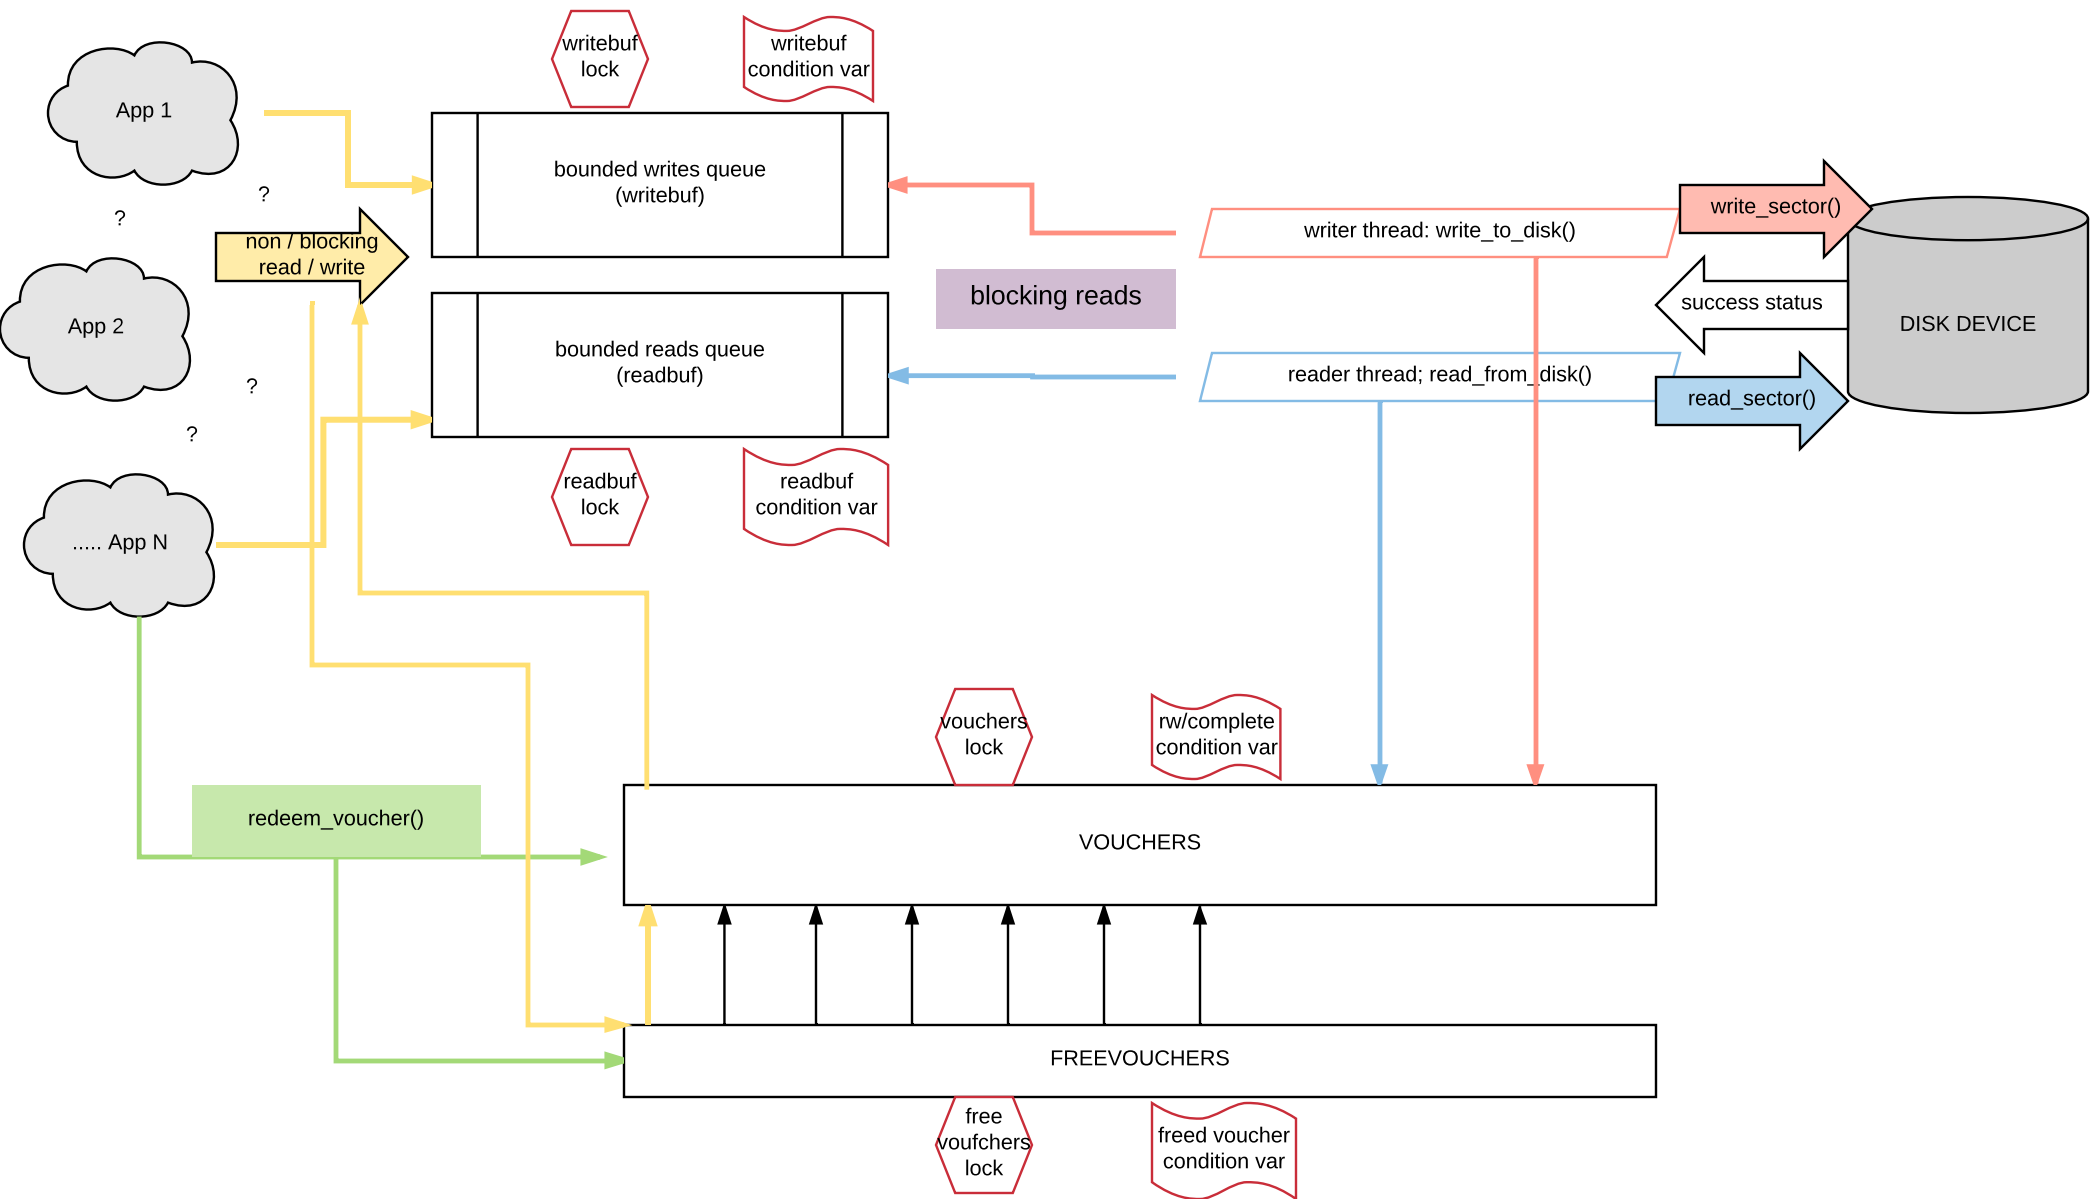 writebuf
lock
writebuf
condition var
App 1
bounded writes queue
(writebuf)
?
?
non / blocking
read / write
writer thread: write_to_disk()
write_sector()
blocking reads
success status
DISK DEVICE
App 2
bounded reads queue
(readbuf)
reader thread; read_from_disk()
read_sector()
?
?
readbuf
lock
readbuf
condition var
..... App N
vouchers
lock
rw/complete
condition var
redeem_voucher()
VOUCHERS
FREEVOUCHERS
free
voufchers
lock
freed voucher
condition var